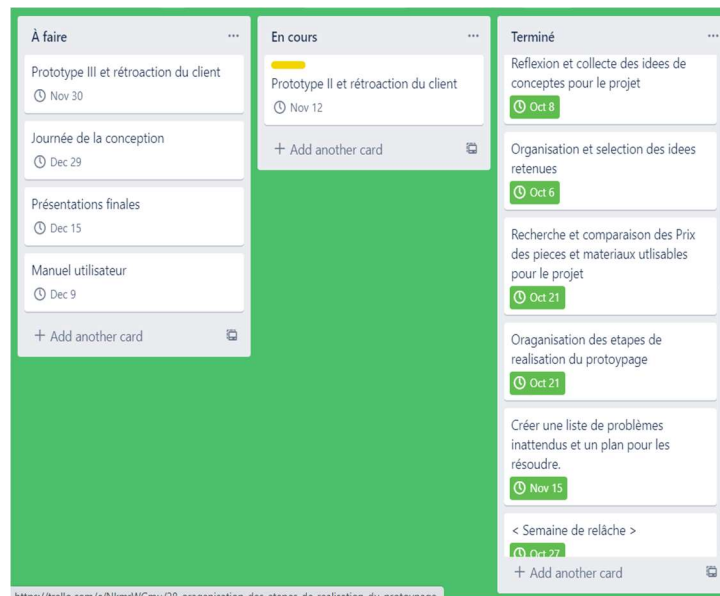 À faire
Prototype III et rétroaction du client
Nov 30
Journée de la conception
Dec 29
Présentations finales
Dec 15
Manuel utilisateur
Dec 9
+ Add another card
En cours
Prototype II et rétroaction du client
Nov 12
+ Add another card
Terminé
Reflexion et collecte des idees de
conceptes pour le projet
Oct 8
Organisation et selection des idees
retenues
Oct 6
Recherche et comparaison des Prix
des pieces et materiaux utlisables
pour le projet
Oct 21
Oraganisation des etapes de
realisation du protoypage
Oct 21
Créer une liste de problèmes
inattendus et un plan pour les
résoudre.
Nov 15
< Semaine de relâche >
Oct 27
+ Add another card